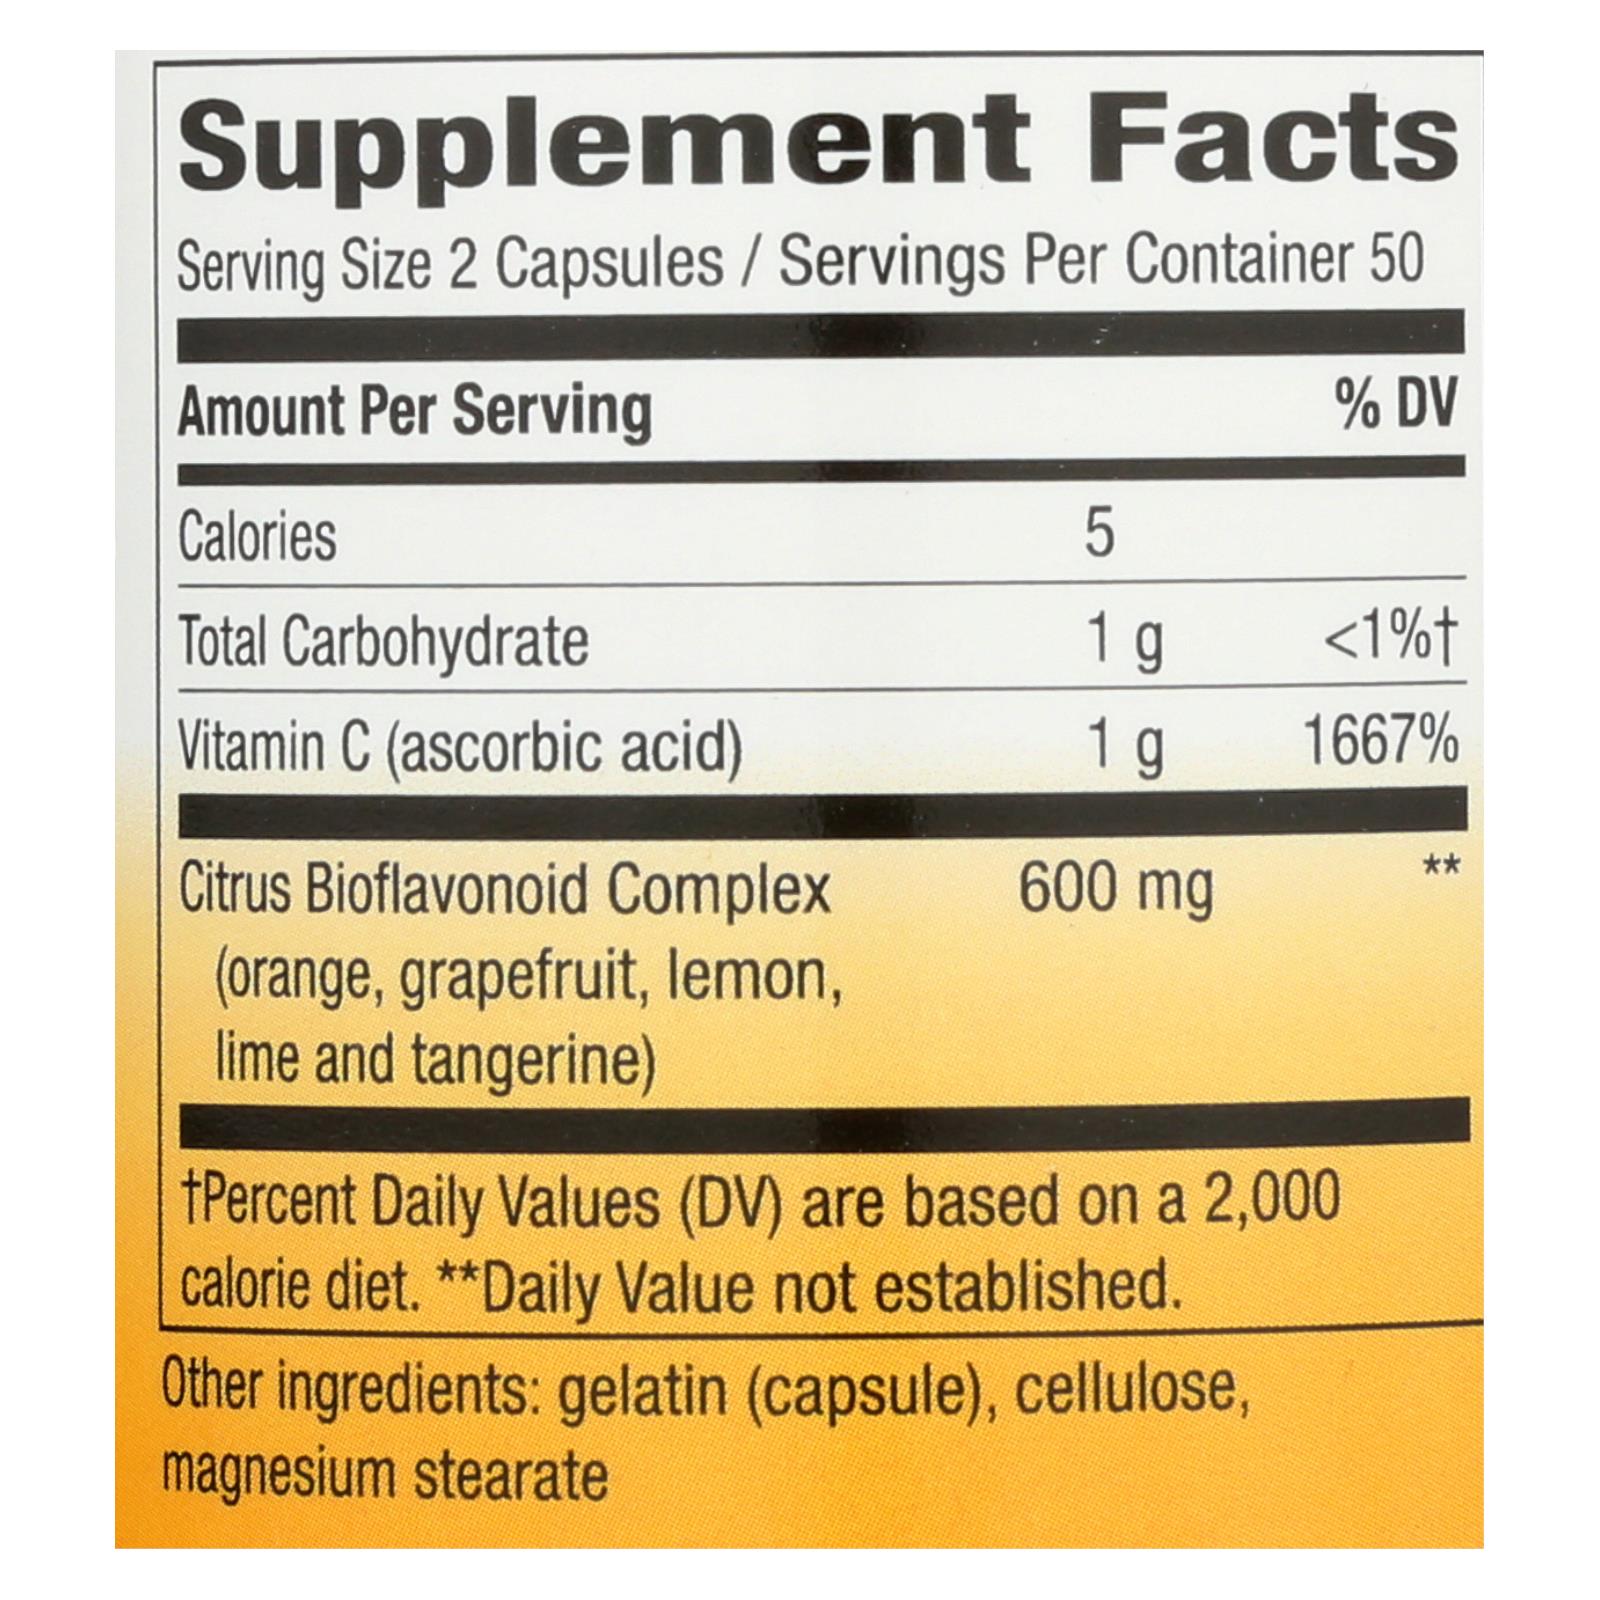 Supplement Facts
Serving Size 2 Capsules / Servings Per Container 50
Amount Per Serving % DV
Calories 5
Total Carbohydrate 1 g <1%†
Vitamin C (ascorbic acid) 1 g 1667%
Citrus Bioflavonoid Complex 600 mg **
(orange, grapefruit, lemon,
lime and tangerine)
†Percent Daily Values (DV) are based on a 2,000
calorie diet. **Daily Value not established.
Other ingredients: gelatin (capsule), cellulose,
magnesium stearate